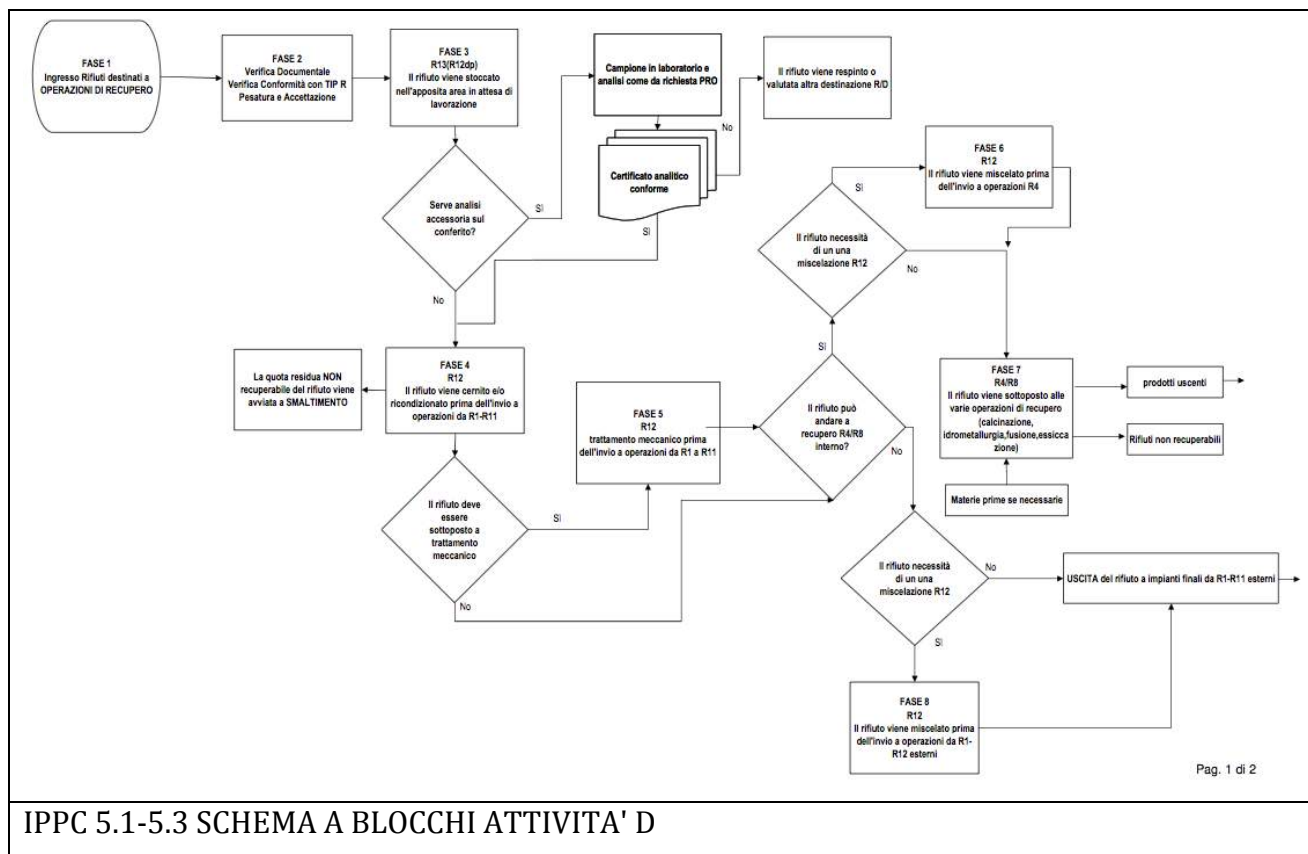 FASE 1
Ingresso Rifiuti destinati a
OPERAZIONI DI RECUPERO
FASE 2
Verifica Documentale
Verifica Conformità con TIP R
Pesatura e Accettazione
FASE 3
R13(R12dp)
Il rifiuto viene stoccato
nell'apposita area in attesa di
lavorazione
Campione in laboratorio e
analisi come da richiesta PRO
Il rifiuto viene respinto o
valutata altra destinazione R/D
No
Certificato analitico
conforme
Sì
Serve analisi
accessoria sul
conferito?
Sì
No
FASE 6
R12
Il rifiuto viene miscelato prima
dell'invio a operazioni R4
Sì
Il rifiuto necessità
di un una
miscelazione R12
No
La quota residua NON
recuperabile del rifiuto viene
avviata a SMALTIMENTO
FASE 4
R12
Il rifiuto viene cernito e/o
ricondizionato prima dell'invio a
operazioni da R1-R11
FASE 5
R12
trattamento meccanico prima
dell'invio a operazioni da R1 a R11
Sì
Il rifiuto può
andare a
recupero R4/R8
interno?
No
FASE 7
R4/R8
Il rifiuto viene sottoposto alle
varie operazioni di recupero
(calcinazione,
idrometallurgia,fusione,essicca
zione)
prodotti uscenti
Rifiuti non recuperabili
Materie prime se necessarie
Il rifiuto deve
essere
sottoposto a
trattamento
meccanico
Sì
No
Il rifiuto necessità
di un una
miscelazione R12
No
USCITA del rifiuto a impianti finali da R1-R11 esterni
Sì
FASE 8
R12
Il rifiuto viene miscelato prima
dell'invio a operazioni da R1-
R12 esterni
Pag. 1 di 2
IPPC 5.1-5.3 SCHEMA A BLOCCHI ATTIVITA' D